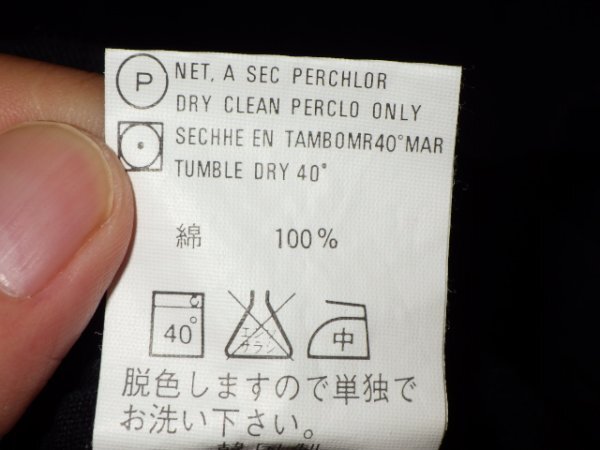 P
NET. A SEC PERCHLOR
DRY CLEAN PERCLO ONLY
SECHHE EN TAMBOMR40°MAR
TUMBLE DRY 40°
綿 100%
40°
エンソ
サラシ
中
脱色しますので単独で
お洗い下さい。